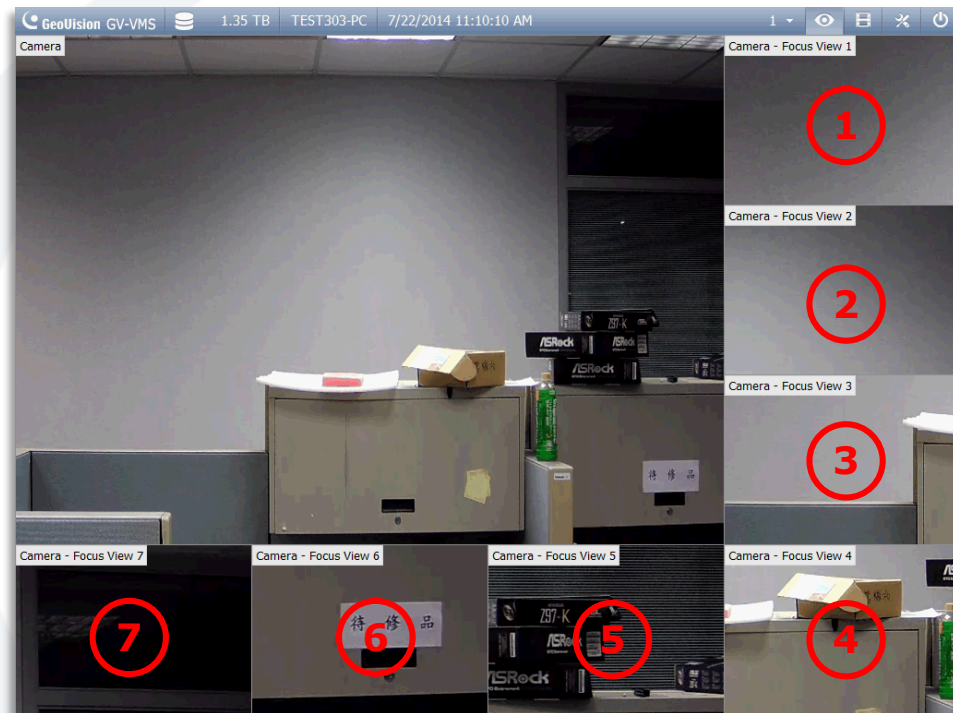 GeoVision GV-VMS 1.35 TB TEST303-PC 7/22/2014 11:10:10 AM 1
Camera
Camera - Focus View 1
1
Camera - Focus View 2
2
Z97-K
ASRock ASRock
ASRock
待 修 品
Camera - Focus View 3
3
Camera - Focus View 7
7
Camera - Focus View 6
待 修 品
6
Camera - Focus View 5
Z97-K
ASRock
ASRock
5
Camera - Focus View 4
4